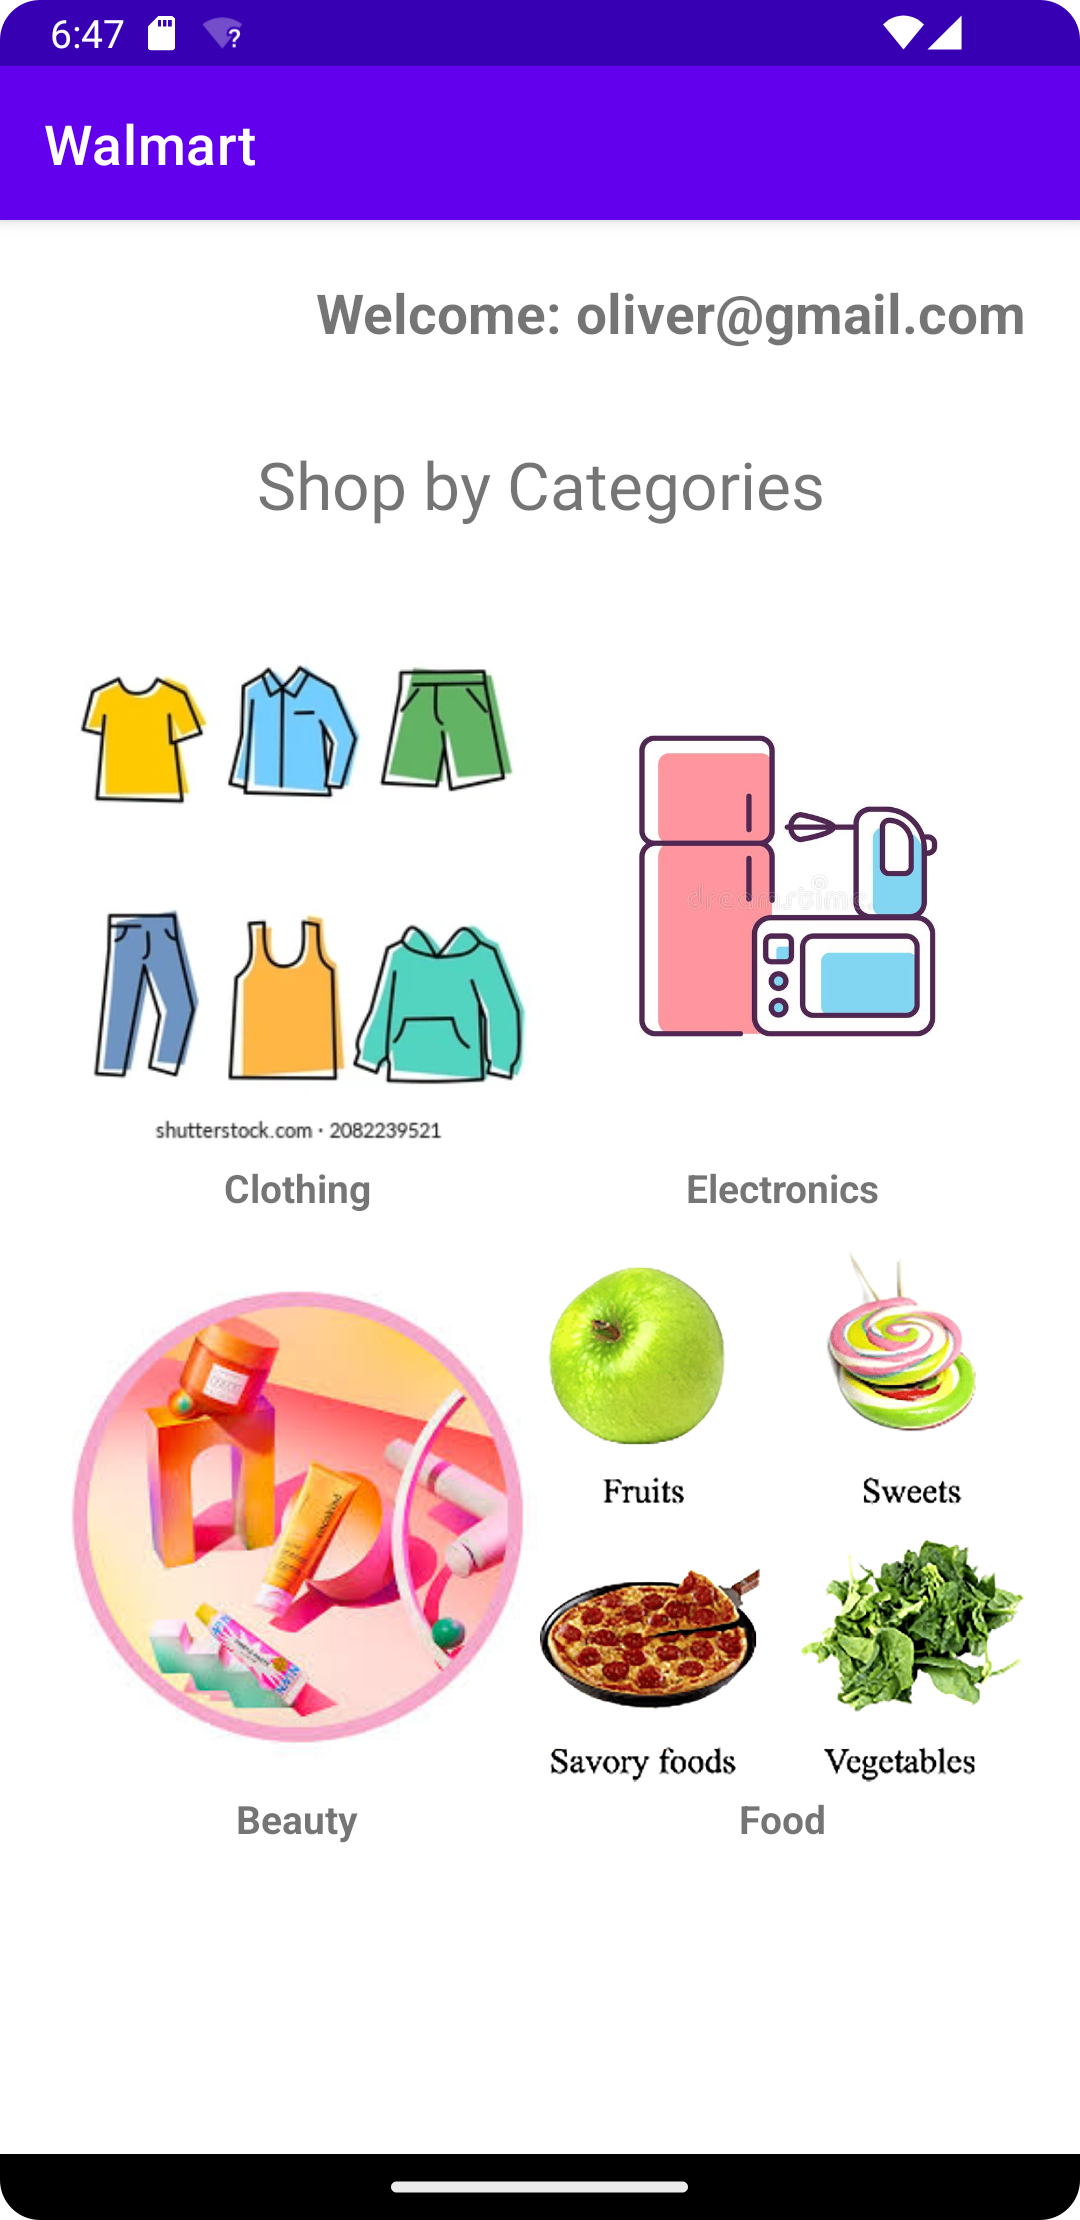 6:47
Walmart
Welcome: oliver@gmail.com
Shop by Categories
dreamstime
shutterstock.com · 2082239521
Clothing
Electronics
Fruits
Sweets
Savory foods
Vegetables
Beauty
Food